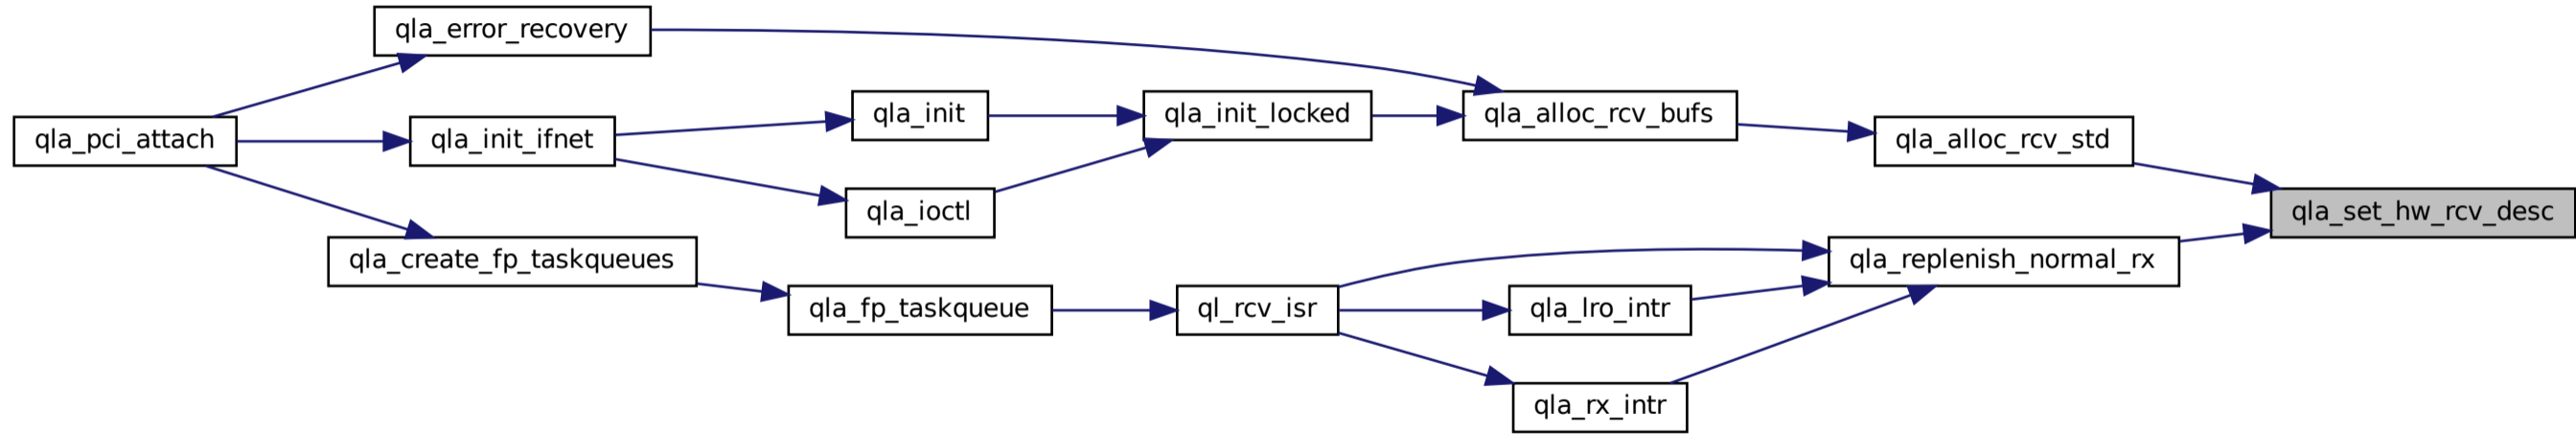 qla_error_recovery
qla_init
qla_init_locked
qla_alloc_rcv_bufs
qla_pci_attach
qla_init_ifnet
qla_alloc_rcv_std
qla_ioctl
qla_set_hw_rcv_desc
qla_create_fp_taskqueues
qla_replenish_normal_rx
qla_fp_taskqueue
ql_rcv_isr
qla_lro_intr
qla_rx_intr